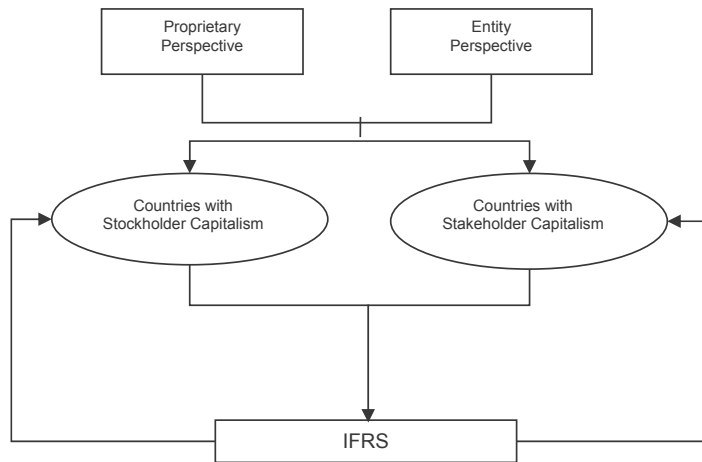 Proprietary
Perspective
Entity
Perspective
Countries with
Stockholder Capitalism
Countries with
Stakeholder Capitalism
IFRS